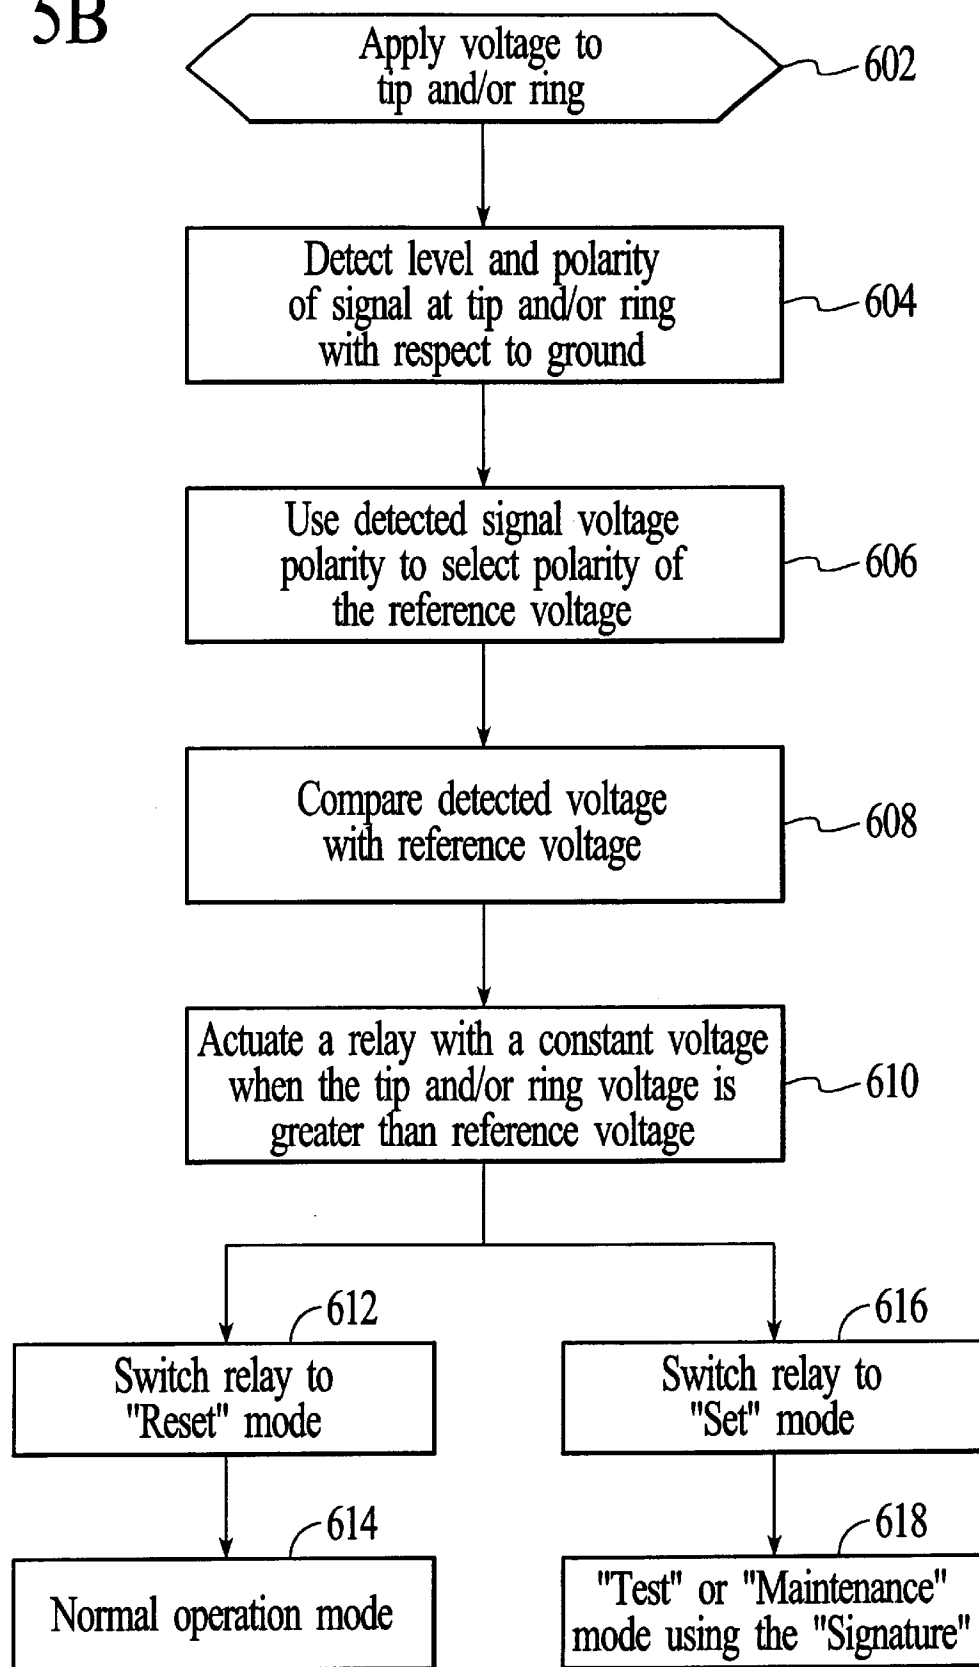 5B
Apply voltage to
tip and/or ring
602
Detect level and polarity
of signal at tip and/or ring
with respect to ground
604
Use detected signal voltage
polarity to select polarity of
the reference voltage
606
Compare detected voltage
with reference voltage
608
Actuate a relay with a constant voltage
when the tip and/or ring voltage is
greater than reference voltage
610
612
Switch relay to
"Reset" mode
616
Switch relay to
"Set" mode
614
Normal operation mode
618
"Test" or "Maintenance"
mode using the "Signature"